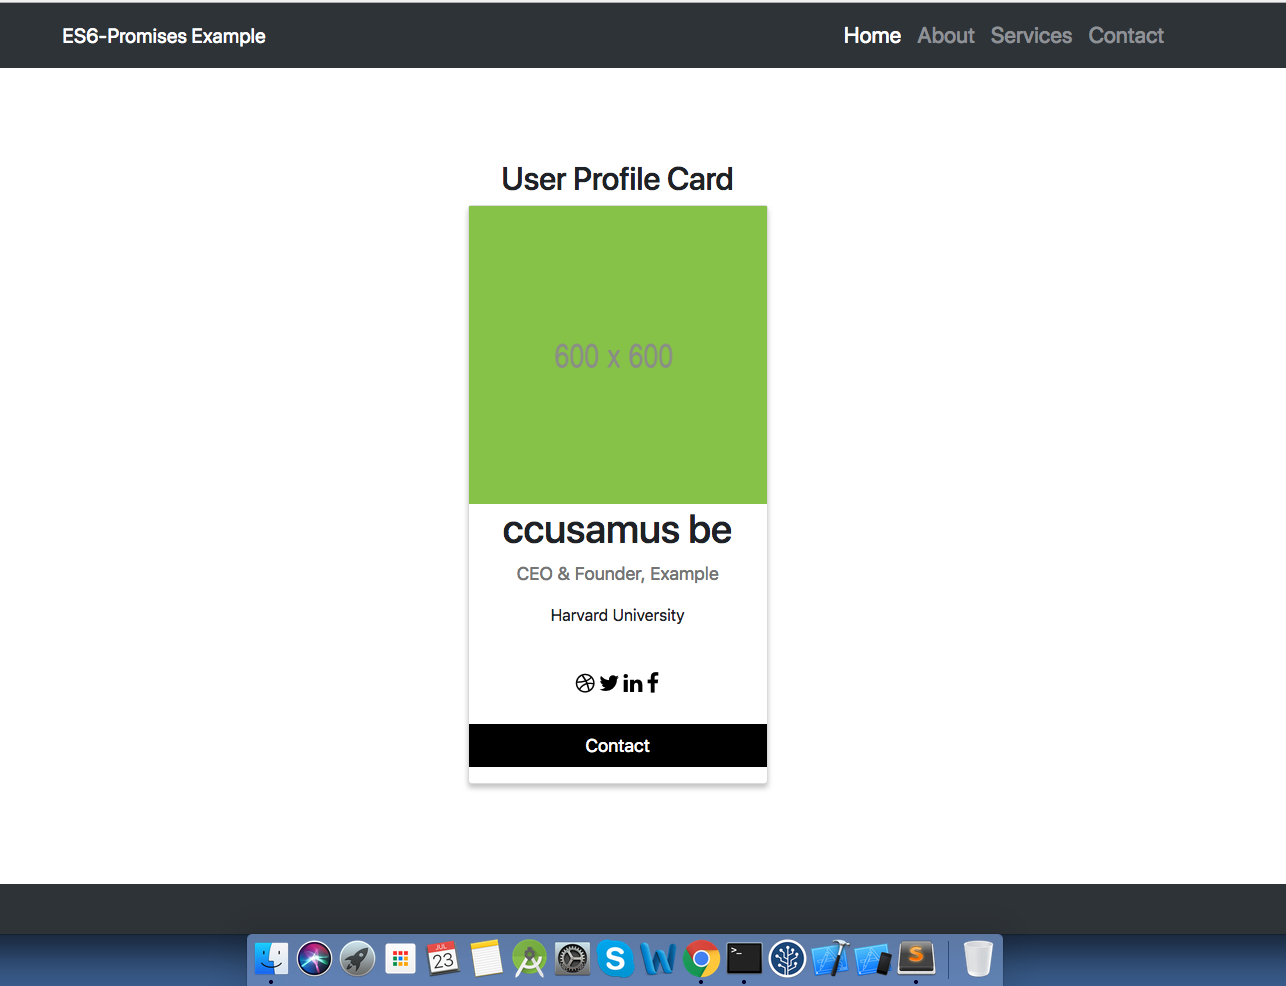 ES6-Promises Example
Home About Services Contact
User Profile Card
600 x 600
ccusamus be
CEO & Founder, Example
Harvard University
in f
Contact
JUL
23
>_
S
W
S